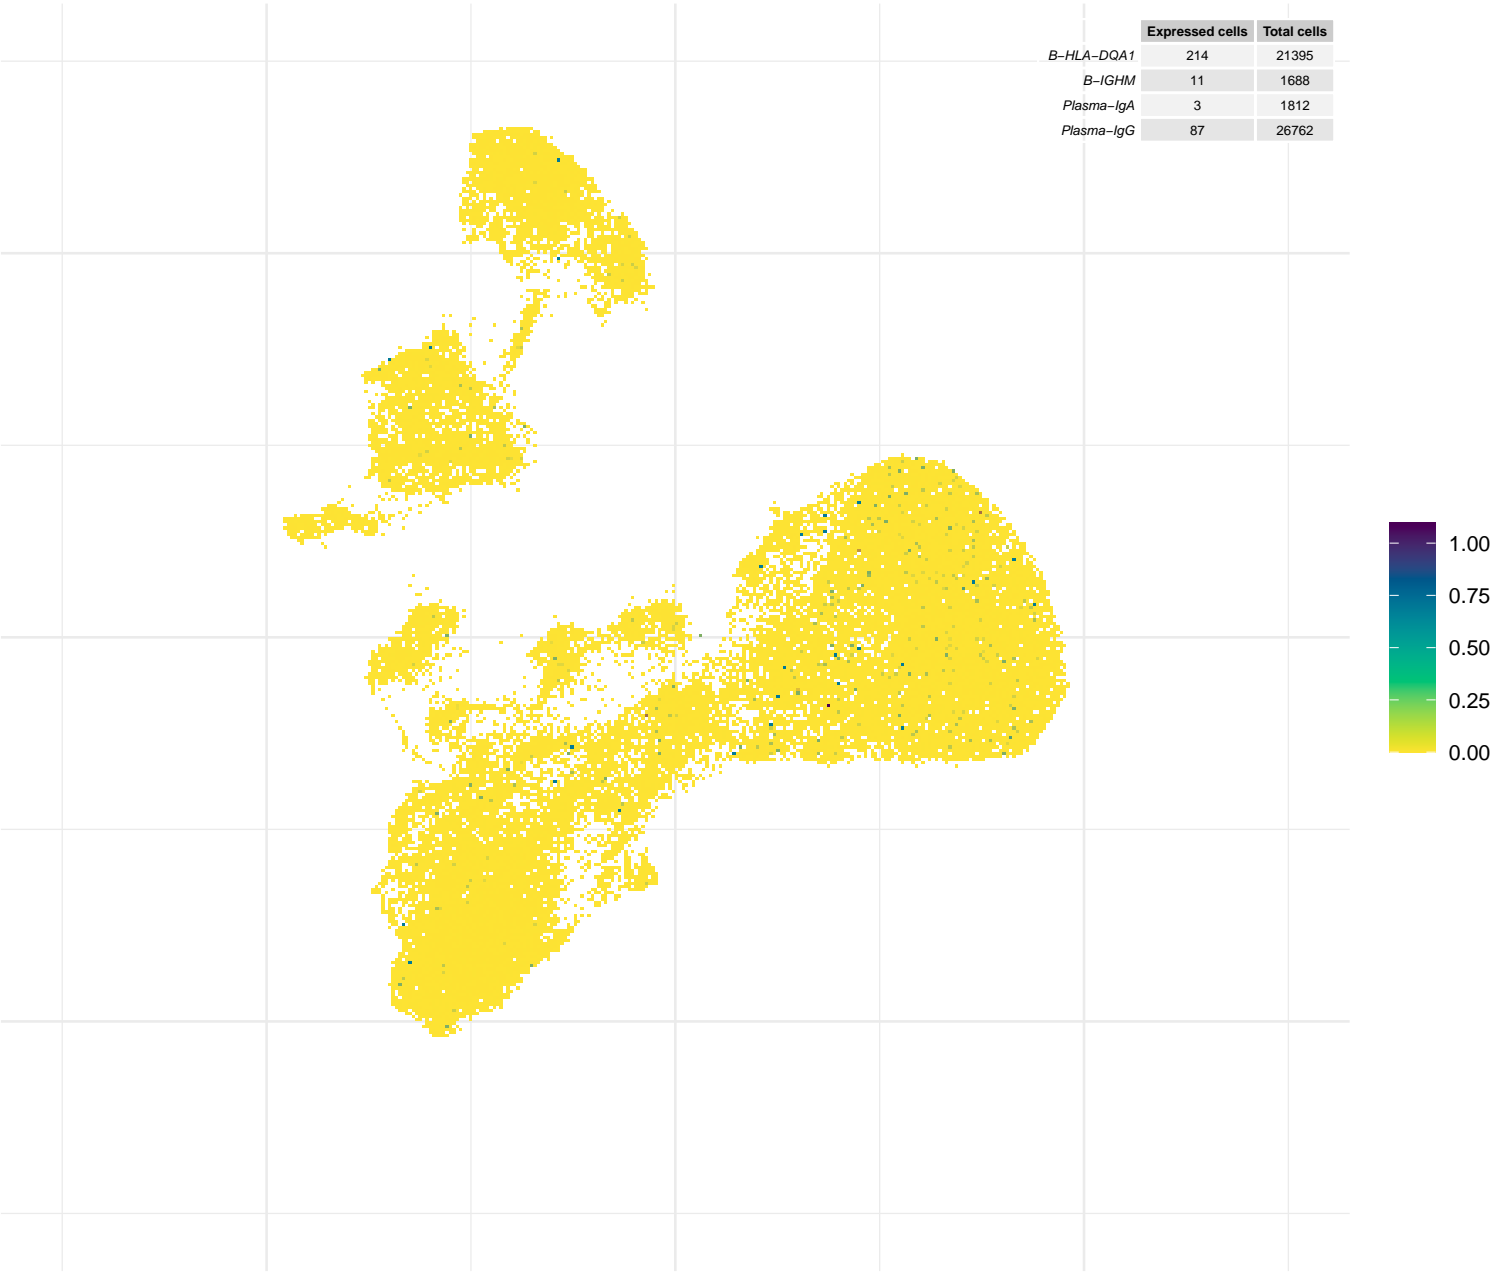 Expressed cells Total cells
B−HLA−DQA1 214 21395
B−IGHM 11 1688
Plasma−IgA 3 1812
Plasma−IgG 87 26762
1.00
0.75
0.50
0.25
0.00